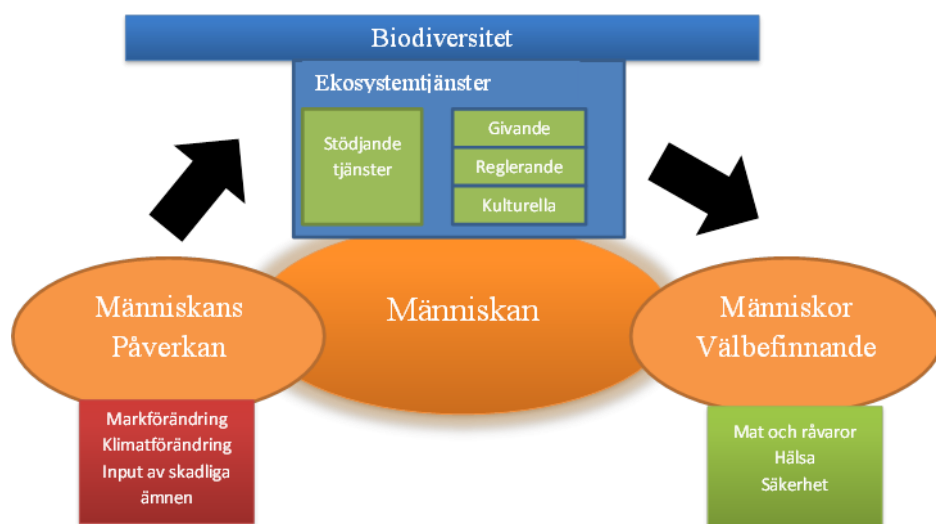 Biodiversitet
Ekosystemtjänster
Stödjande
tjänster
Givande
Reglerande
Kulturella
Människans
Påverkan
Människan
Människor
Välbefinnande
Markförändring
Klimatförändring
Input av skadliga
ämnen
Mat och råvaror
Hälsa
Säkerhet